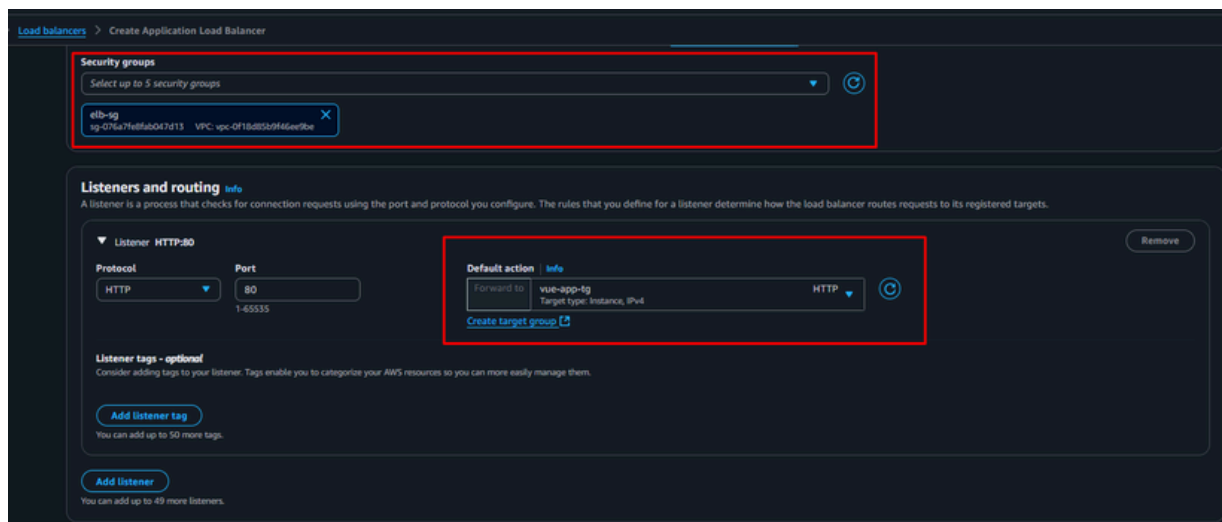 Load balancers > Create Application Load Balancer
Security groups
Select up to 5 security groups
elb-sg
sg-076a7fe8fab047d13 VPC: vpc-0f18d85b9f46ee9be
Listeners and routing Info
A listener is a process that checks for connection requests using the port and protocol you configure. The rules that you define for a listener determine how the load balancer routes requests to its registered targets.
Listener HTTP:80
Remove
Protocol Port Default action | Info
HTTP 80 Forward to vue-app-tg HTTP
Target type: Instance, IPv4
1-65535
Create target group
Listener tags - optional
Consider adding tags to your listener. Tags enable you to categorize your AWS resources so you can more easily manage them.
Add listener tag
You can add up to 50 more tags.
Add listener
You can add up to 49 more listeners.